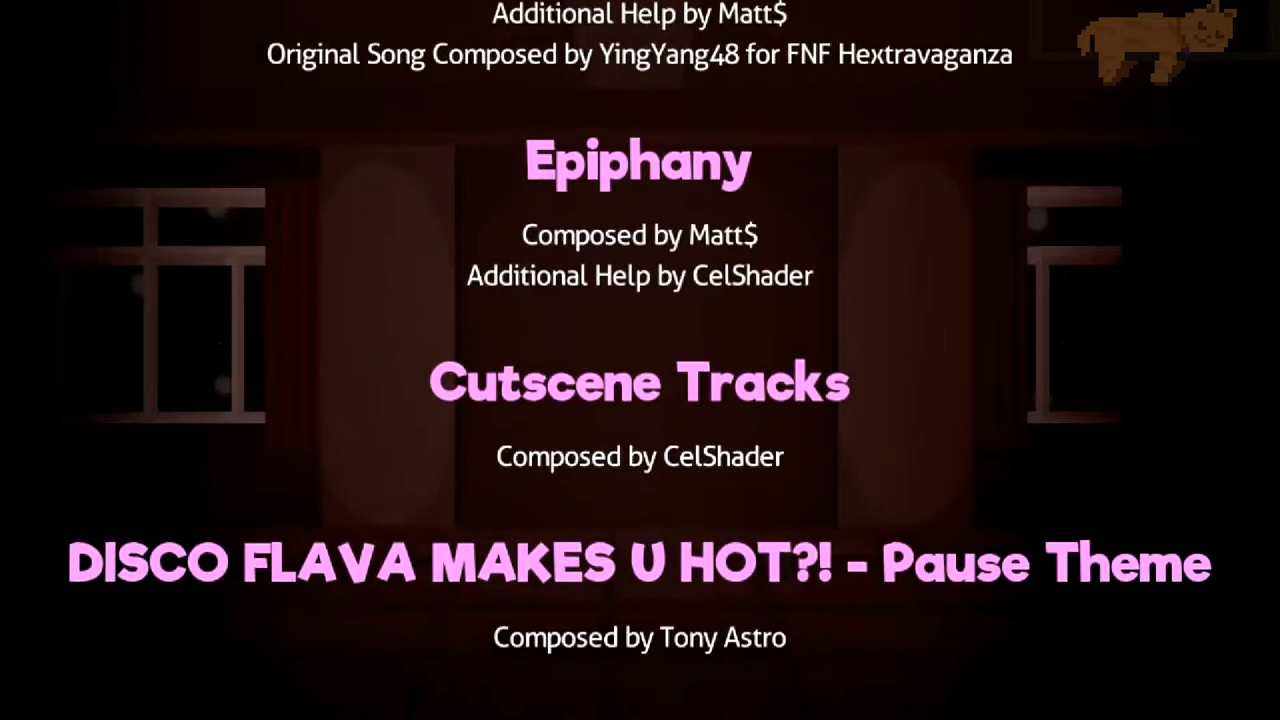 Additional Help by Matt$
Original Song Composed by YingYang48 for FNF Hextravaganza
Epiphany
Composed by Matt$
Additional Help by CelShader
Cutscene Tracks
Composed by CelShader
DISCO FLAVA MAKES U HOT?! - Pause Theme
Composed by Tony Astro